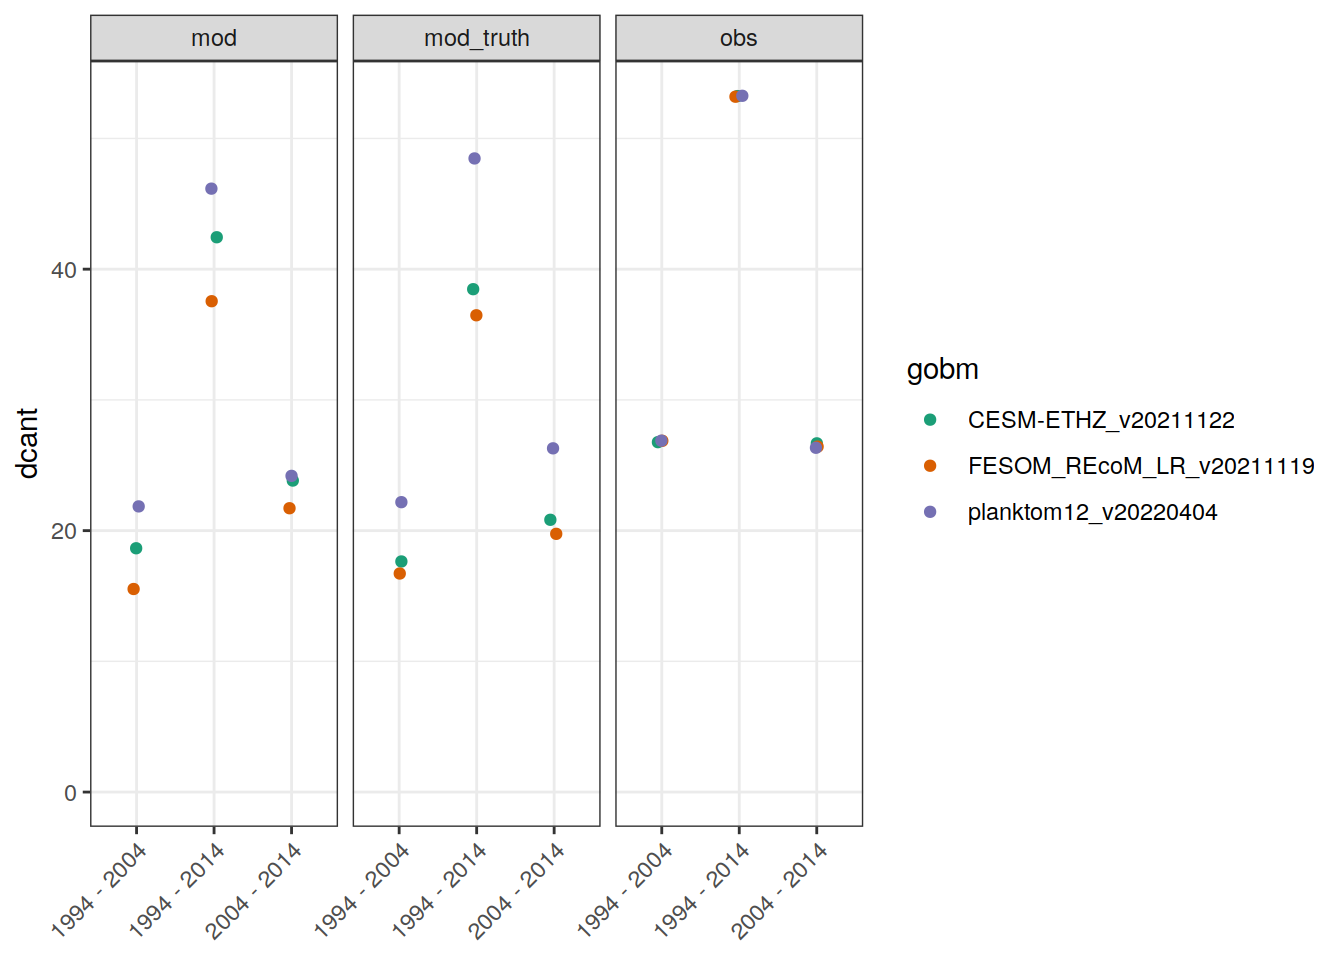 mod
mod_truth
obs
dcant
40
20
0
1994 - 2004
1994 - 2014
2004 - 2014
1994 - 2004
1994 - 2014
2004 - 2014
1994 - 2004
1994 - 2014
2004 - 2014
gobm
CESM-ETHZ_v20211122
FESOM_REcoM_LR_v20211119
planktom12_v20220404